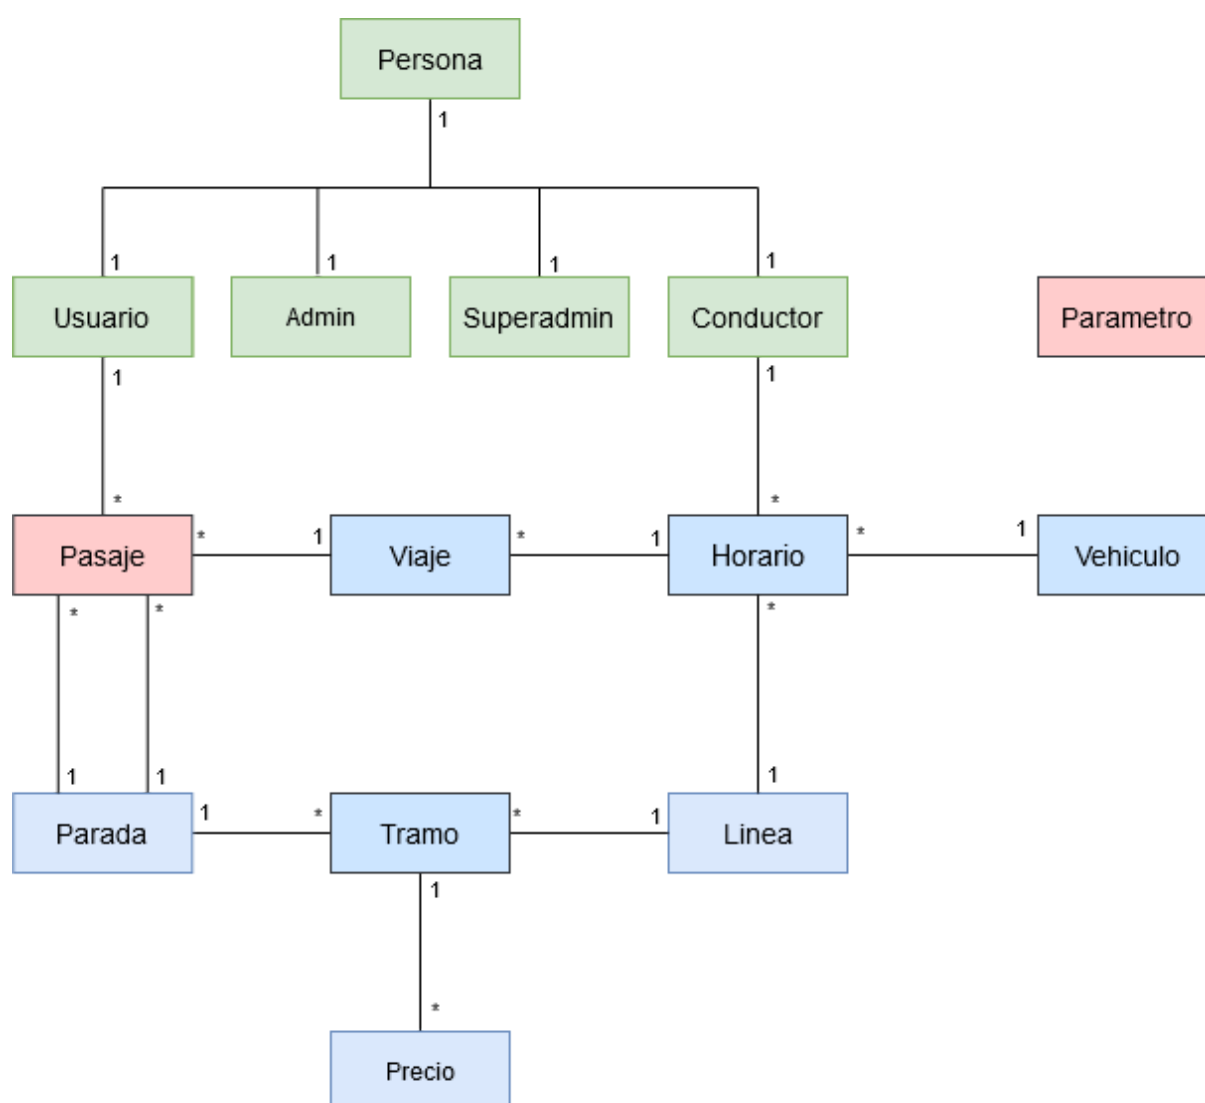 Persona
1
1
1
1
1
Usuario
Admin
Superadmin
Conductor
Parametro
1
1
*
*
Pasaje
*
1
Viaje
*
1
Horario
*
1
Vehiculo
*
*
*
1
1
1
Parada
1
*
Tramo
*
1
Linea
1
*
Precio